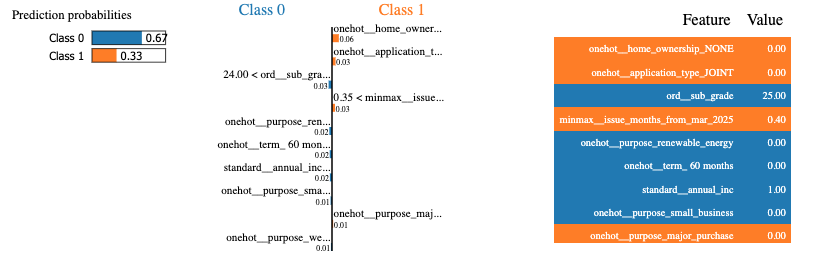 Prediction probabilities
Class 0 0.67
Class 1 0.33
Class 0 Class 1
onehot__home_owner...
0.06
onehot__application_t...
0.03
24.00 < ord__sub_gra...
0.03
0.35 < minmax__issue...
0.03
onehot__purpose_ren...
0.02
onehot__term_ 60 mon...
0.02
standard__annual_inc...
0.02
onehot__purpose_sma...
0.01
onehot__purpose_maj...
0.01
onehot__purpose_we...
0.01
Feature Value
onehot__home_ownership_NONE 0.00
onehot__application_type_JOINT 0.00
ord__sub_grade 25.00
minmax__issue_months_from_mar_2025 0.40
onehot__purpose_renewable_energy 0.00
onehot__term_ 60 months 0.00
standard__annual_inc 1.00
onehot__purpose_small_business 0.00
onehot__purpose_major_purchase 0.00